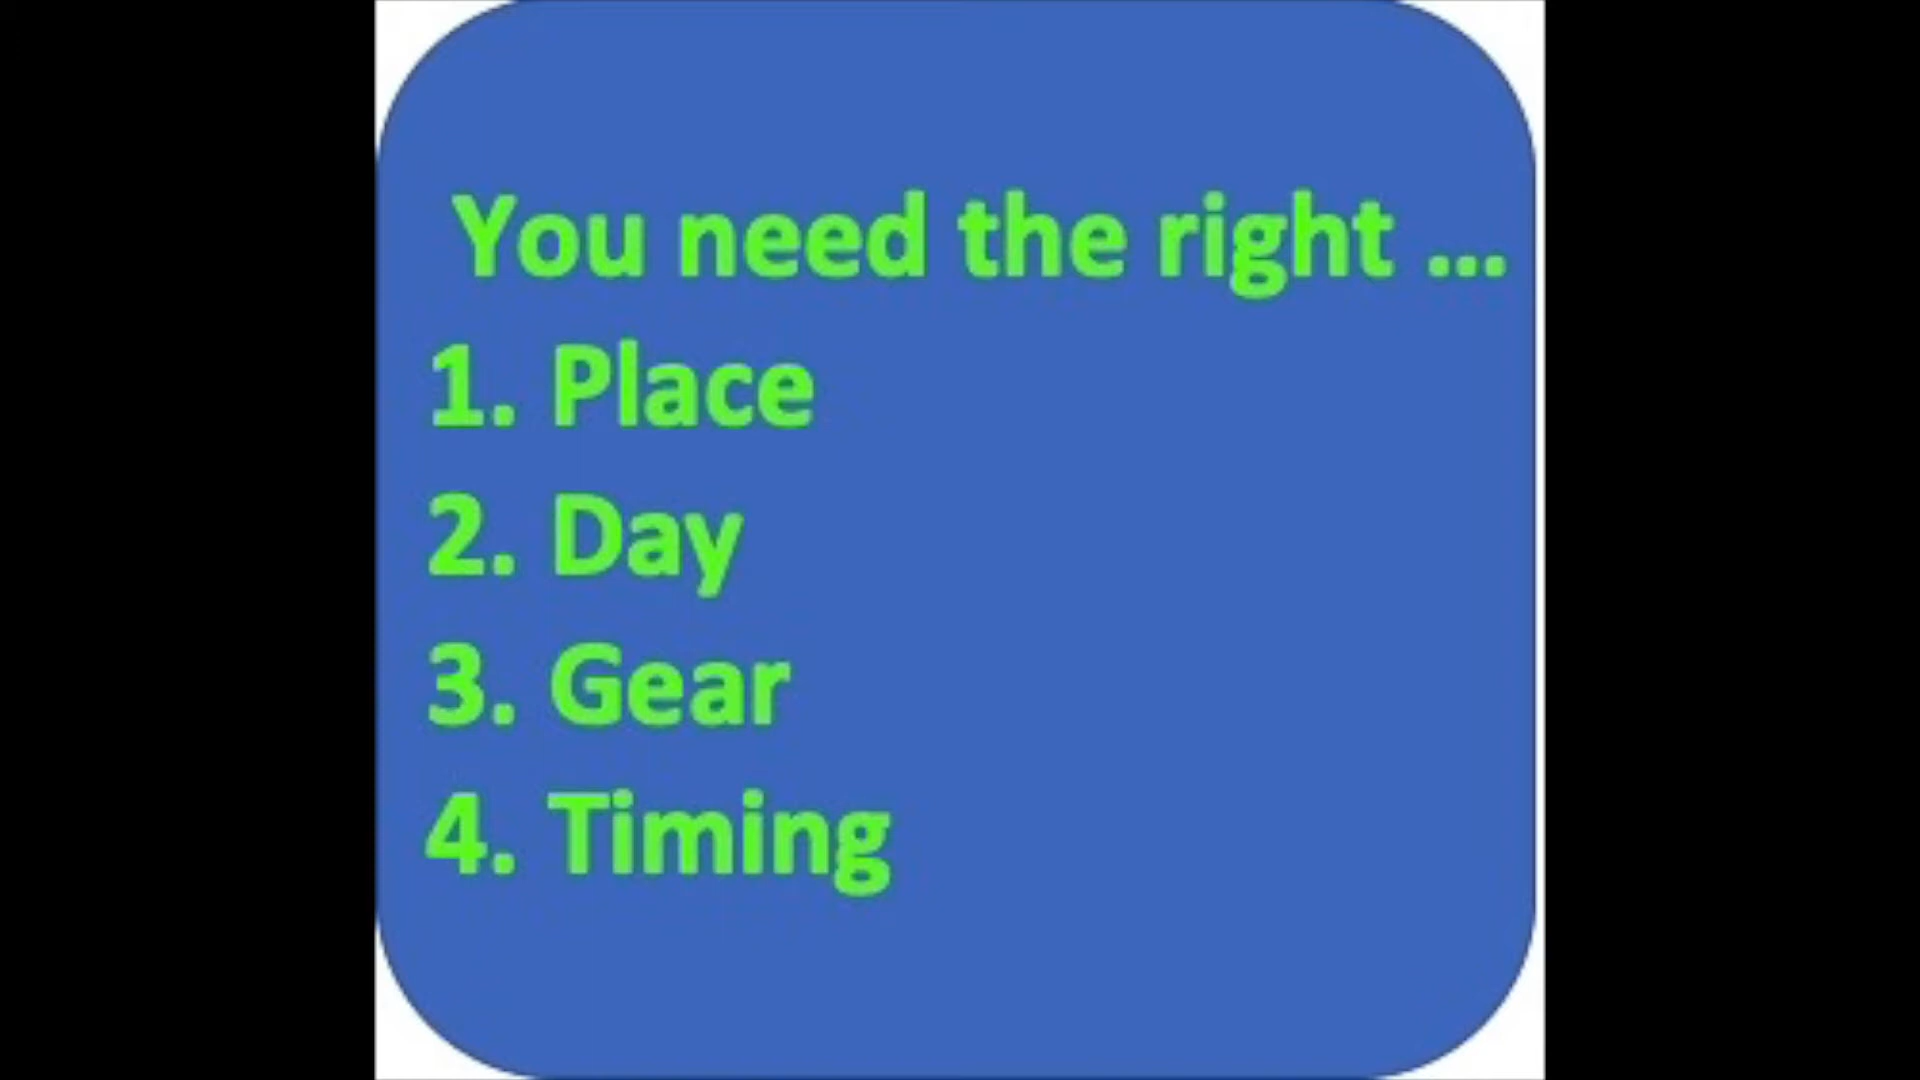 You need the right ...
1. Place
2. Day
3. Gear
4. Timing